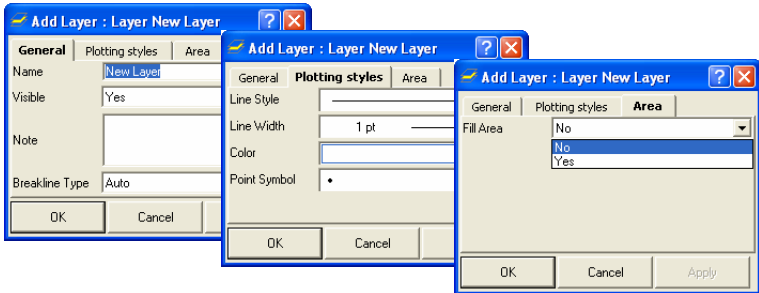 Add Layer : Layer New Layer
General Plotting styles Area
Name New Layer
Visible Yes
Note
Breakline Type Auto
OK Cancel
Add Layer : Layer New Layer
General Plotting styles Area
Line Style
Line Width 1 pt
Color
Point Symbol
OK Cancel
Add Layer : Layer New Layer
General Plotting styles Area
Fill Area No
No
Yes
OK Cancel Apply